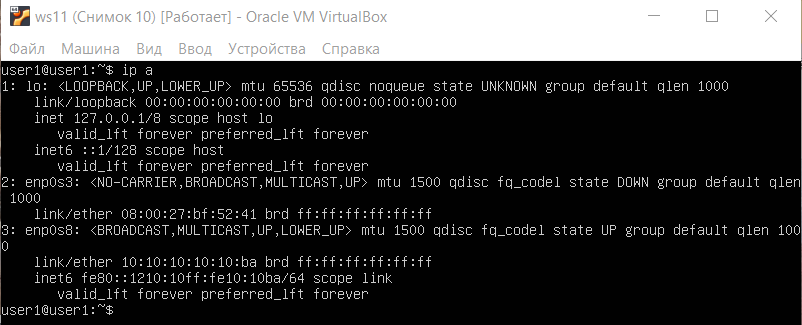 ws11 (Снимок 10) [Работает] - Oracle VM VirtualBox
Файл Машина Вид Ввод Устройства Справка
user1@user1:~$ ip a
1: lo: <LOOPBACK,UP,LOWER_UP> mtu 65536 qdisc noqueue state UNKNOWN group default qlen 1000
    link/loopback 00:00:00:00:00:00 brd 00:00:00:00:00:00
    inet 127.0.0.1/8 scope host lo
       valid_lft forever preferred_lft forever
    inet6 ::1/128 scope host
       valid_lft forever preferred_lft forever
2: enp0s3: <NO-CARRIER,BROADCAST,MULTICAST,UP> mtu 1500 qdisc fq_codel state DOWN group default qlen
 1000
    link/ether 08:00:27:bf:52:41 brd ff:ff:ff:ff:ff:ff
3: enp0s8: <BROADCAST,MULTICAST,UP,LOWER_UP> mtu 1500 qdisc fq_codel state UP group default qlen 100
0
    link/ether 10:10:10:10:10:ba brd ff:ff:ff:ff:ff:ff
    inet6 fe80::1210:10ff:fe10:10ba/64 scope link
       valid_lft forever preferred_lft forever
user1@user1:~$